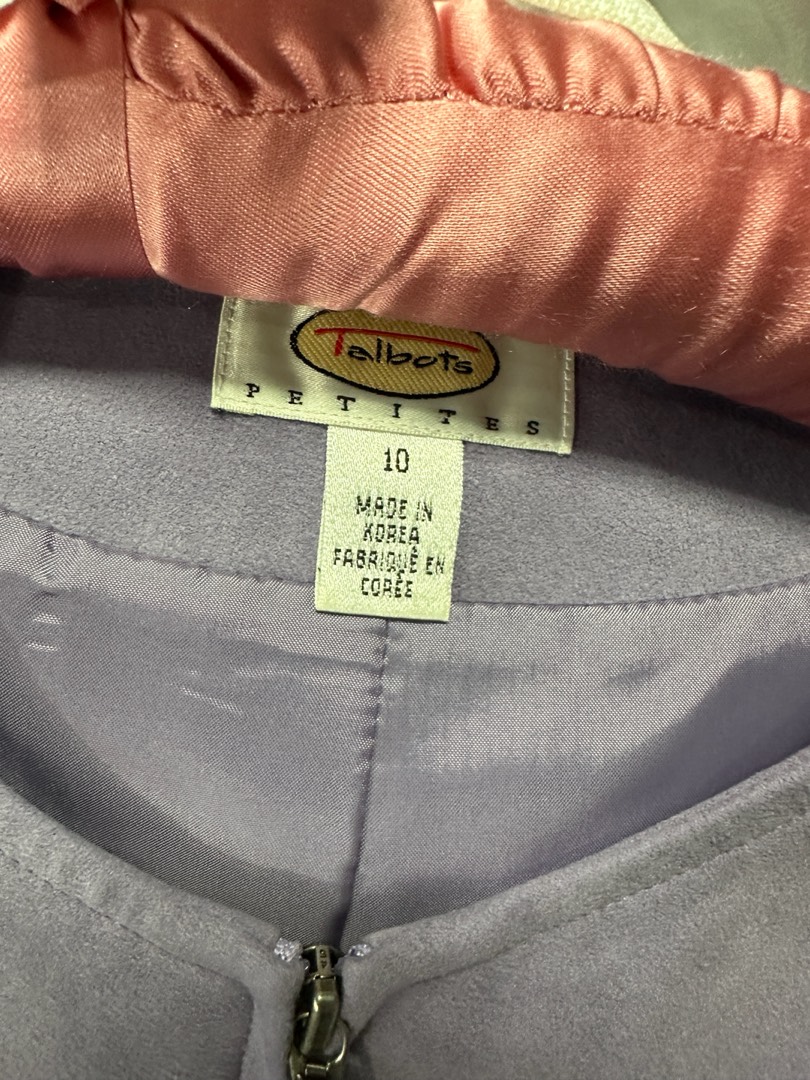 Talbots
PETITES
10
MADE IN
KOREA
FABRIQUÉ EN
CORÉE